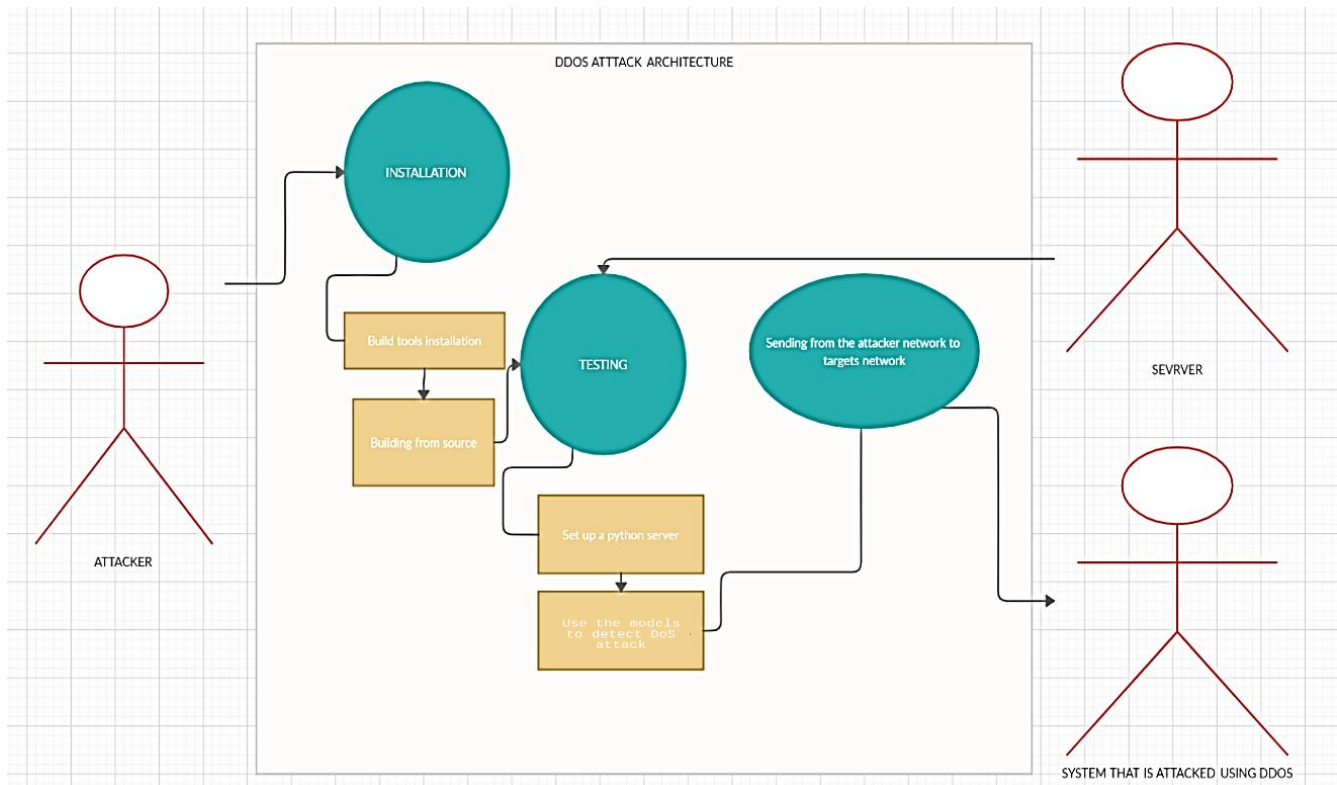 DDOS ATTTACK ARCHITECTURE
INSTALLATION
Build tools installation
Building from source
TESTING
Sending from the attacker network to
targets network
Set up a python server
Use the models
to detect DoS
attack
ATTACKER
SEVRVER
SYSTEM THAT IS ATTACKED USING DDOS